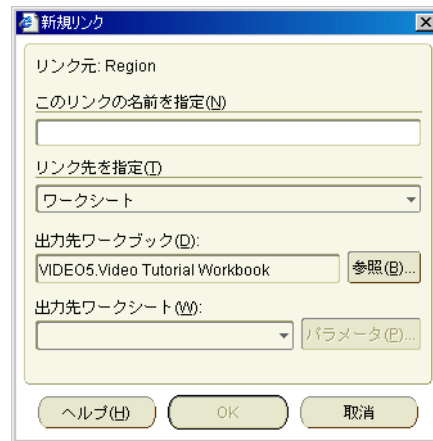 新規リンク
リンク元: Region
このリンクの名前を指定(N)
リンク先を指定(T)
ワークシート
出力先ワークブック(D):
VIDEO5.Video Tutorial Workbook
参照(B)...
出力先ワークシート(W):
パラメータ(P)...
ヘルプ(H)
OK
取消